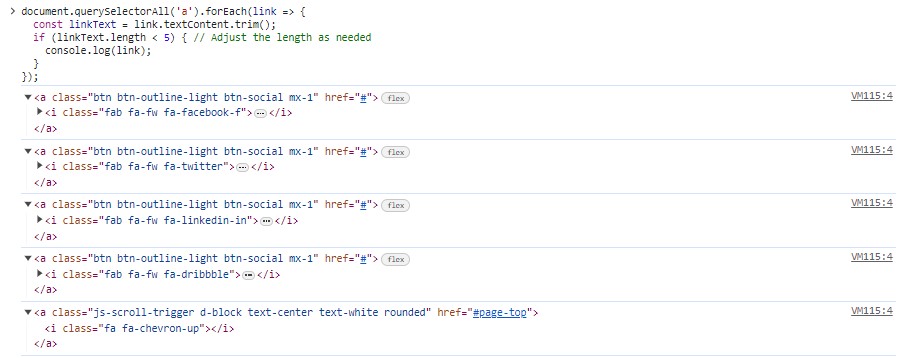 > document.querySelectorAll('a').forEach(link => {
const linkText = link.textContent.trim();
if (linkText.length < 5) { // Adjust the length as needed
console.log(link);
}
});
▼<a class="btn btn-outline-light btn-social mx-1" href="#"> flex VM115:4
▶<i class="fab fa-fw fa-facebook-f">…</i>
</a>
▼<a class="btn btn-outline-light btn-social mx-1" href="#"> flex VM115:4
▶<i class="fab fa-fw fa-twitter">…</i>
</a>
▼<a class="btn btn-outline-light btn-social mx-1" href="#"> flex VM115:4
▶<i class="fab fa-fw fa-linkedin-in">…</i>
</a>
▼<a class="btn btn-outline-light btn-social mx-1" href="#"> flex VM115:4
▶<i class="fab fa-fw fa-dribbble">…</i>
</a>
▼<a class="js-scroll-trigger d-block text-center text-white rounded" href="#page-top"> VM115:4
<i class="fa fa-chevron-up"></i>
</a>